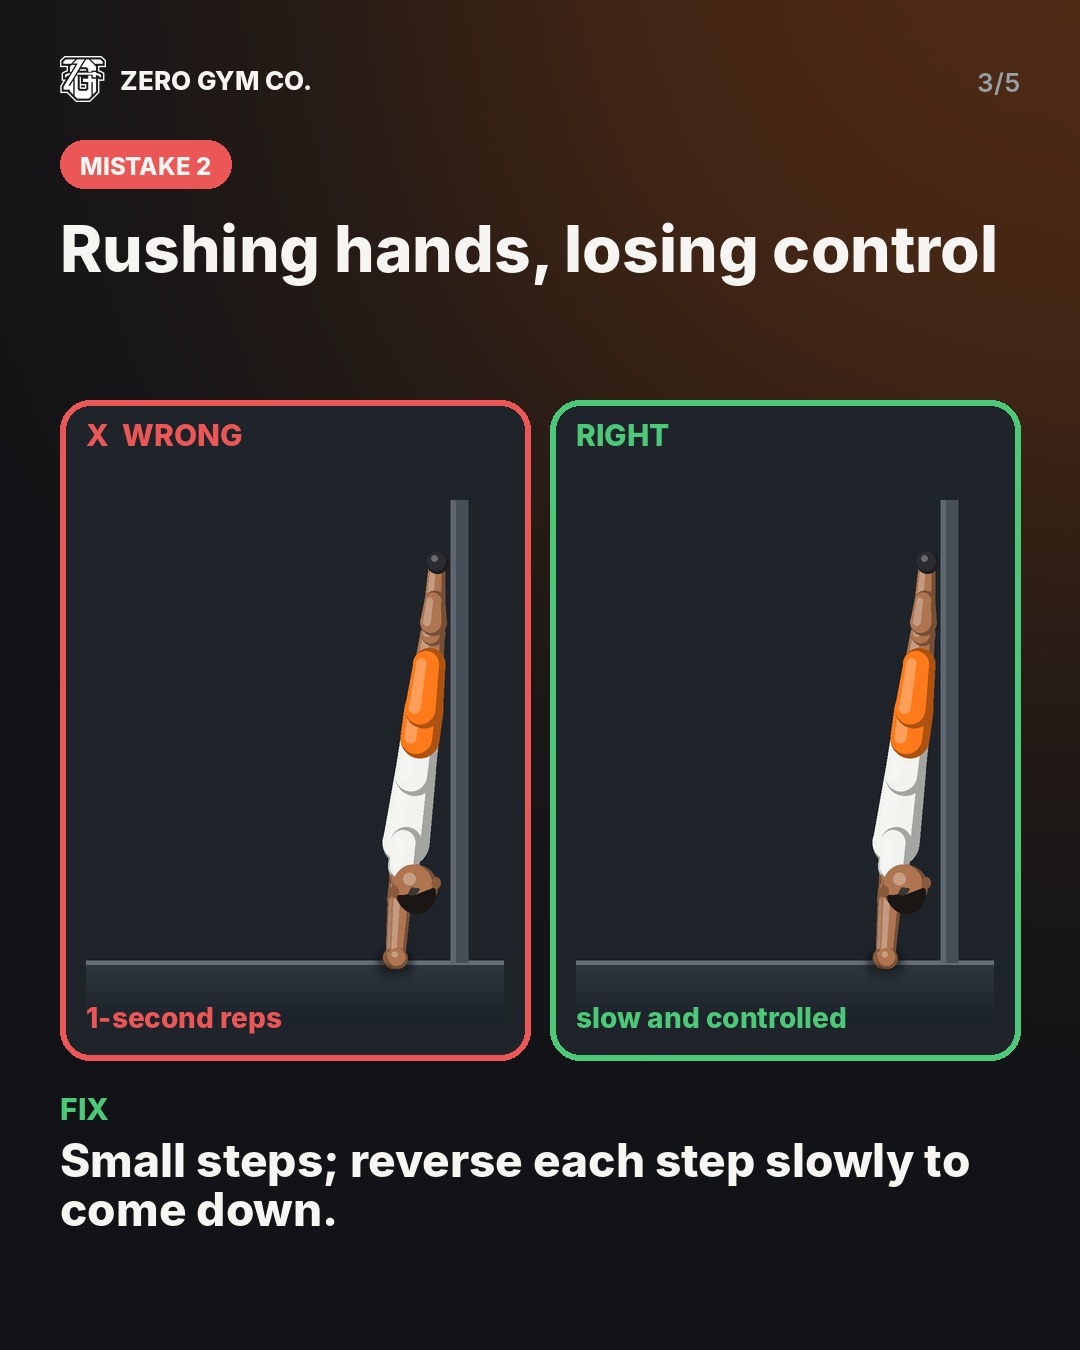 ZERO GYM CO.
3/5
MISTAKE 2
Rushing hands, losing control
X WRONG
RIGHT
1-second reps
slow and controlled
FIX
Small steps; reverse each step slowly to
come down.